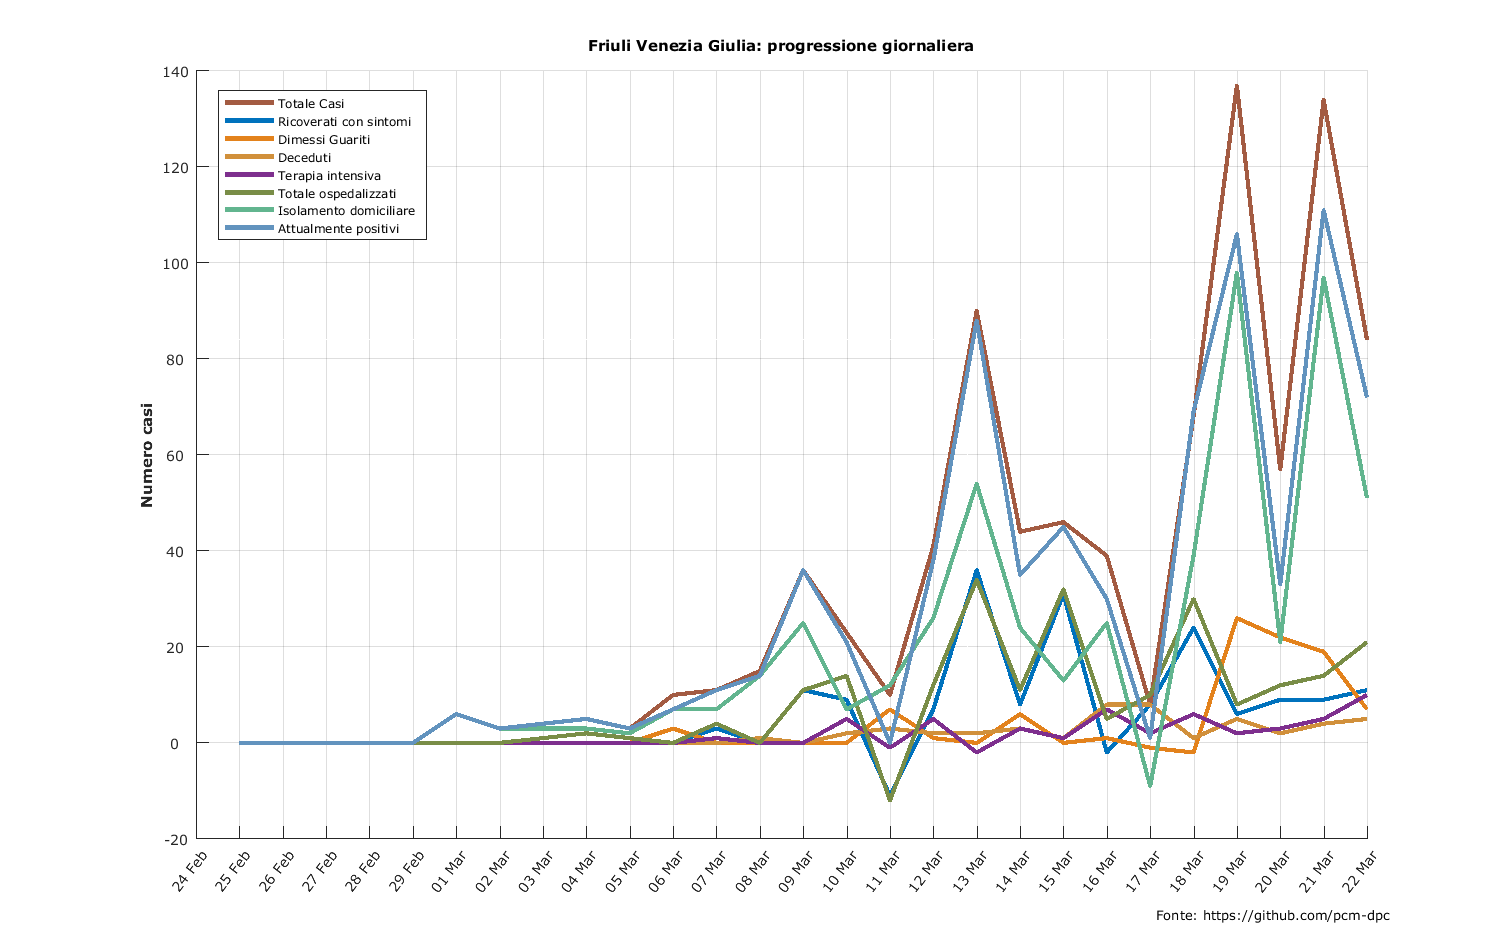 Friuli Venezia Giulia: progressione giornaliera
140
120
100
80
60
40
20
0
-20
Numero casi
Totale Casi
Ricoverati con sintomi
Dimessi Guariti
Deceduti
Terapia intensiva
Totale ospedalizzati
Isolamento domiciliare
Attualmente positivi
24 Feb
25 Feb
26 Feb
27 Feb
28 Feb
29 Feb
01 Mar
02 Mar
03 Mar
04 Mar
05 Mar
06 Mar
07 Mar
08 Mar
09 Mar
10 Mar
11 Mar
12 Mar
13 Mar
14 Mar
15 Mar
16 Mar
17 Mar
18 Mar
19 Mar
20 Mar
21 Mar
22 Mar
Fonte: https://github.com/pcm-dpc